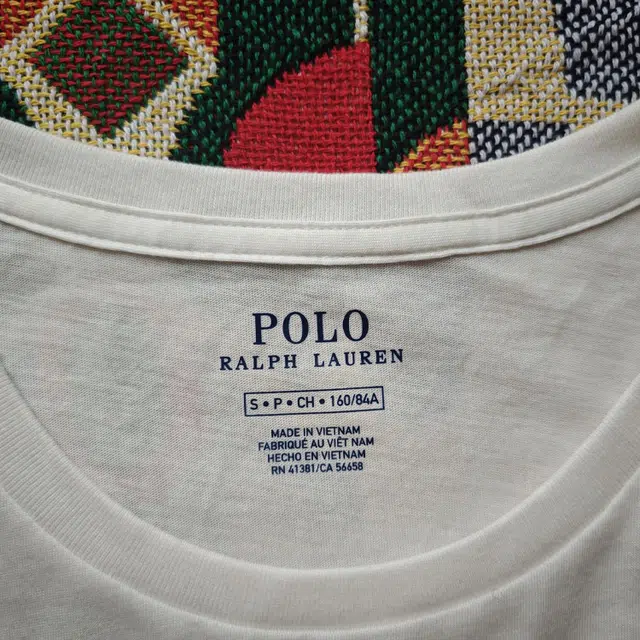 POLO
RALPH LAUREN
S • P • CH • 160/84A
MADE IN VIETNAM
FABRIQUÉ AU VIÊT NAM
HECHO EN VIETNAM
RN 41381/CA 56658